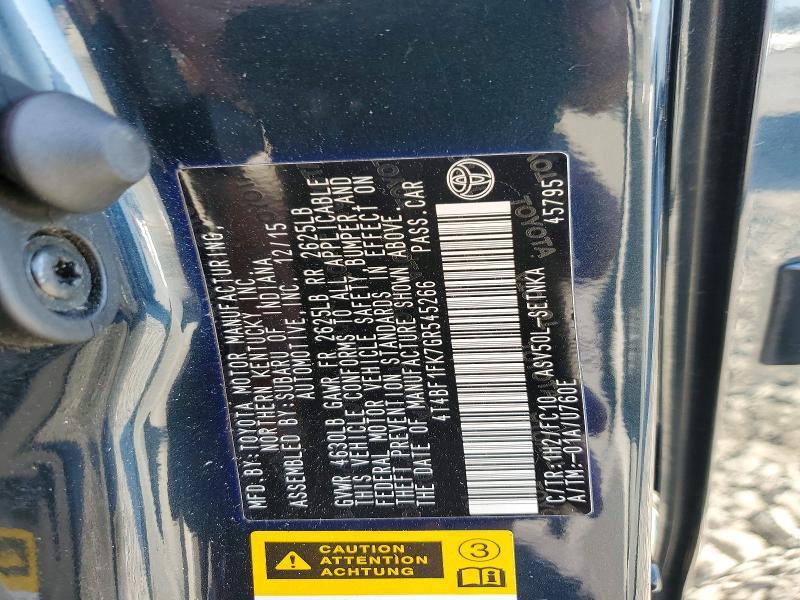 MFD. BY: TOYOTA MOTOR MANUFACTURING,
NORTHERN KENTUCKY, INC.
ASSEMBLED BY: SUBARU OF INDIANA
AUTOMOTIVE, INC. 12/15
GVWR 4630LB GAWR FR 2625LB RR 2625LB
THIS VEHICLE CONFORMS TO ALL APPLICABLE
FEDERAL MOTOR VEHICLE SAFETY, BUMPER AND
THEFT PREVENTION STANDARDS IN EFFECT ON
THE DATE OF MANUFACTURE SHOWN ABOVE.
4T4BF1FK7GR545266 PASS.CAR
C/TR: 1H2/FC10 ASV50L-SETNKA 45795
A/TM:-01A/U760E
TOYOTA
TOYOTA
CAUTION
ATTENTION
ACHTUNG
3
i